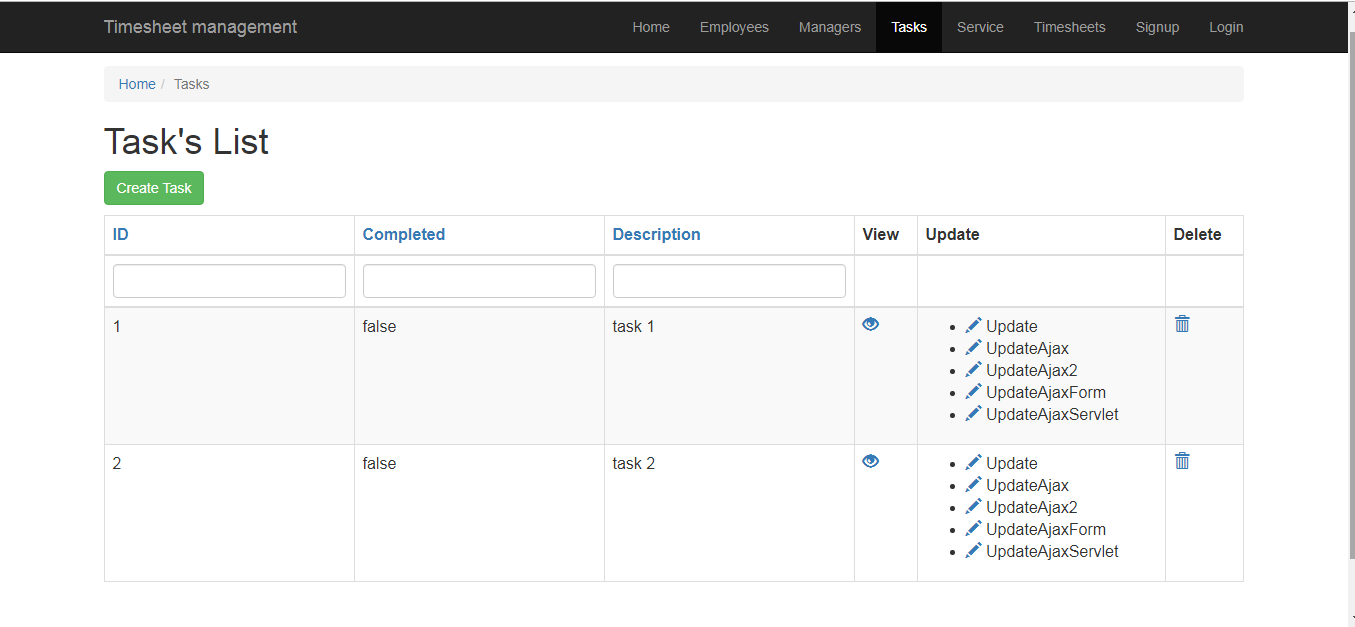 Timesheet management Home Employees Managers Tasks Service Timesheets Signup Login
Home / Tasks
Task's List
Create Task
ID Completed Description View Update Delete
1 false task 1
Update
UpdateAjax
UpdateAjax2
UpdateAjaxForm
UpdateAjaxServlet
2 false task 2
Update
UpdateAjax
UpdateAjax2
UpdateAjaxForm
UpdateAjaxServlet